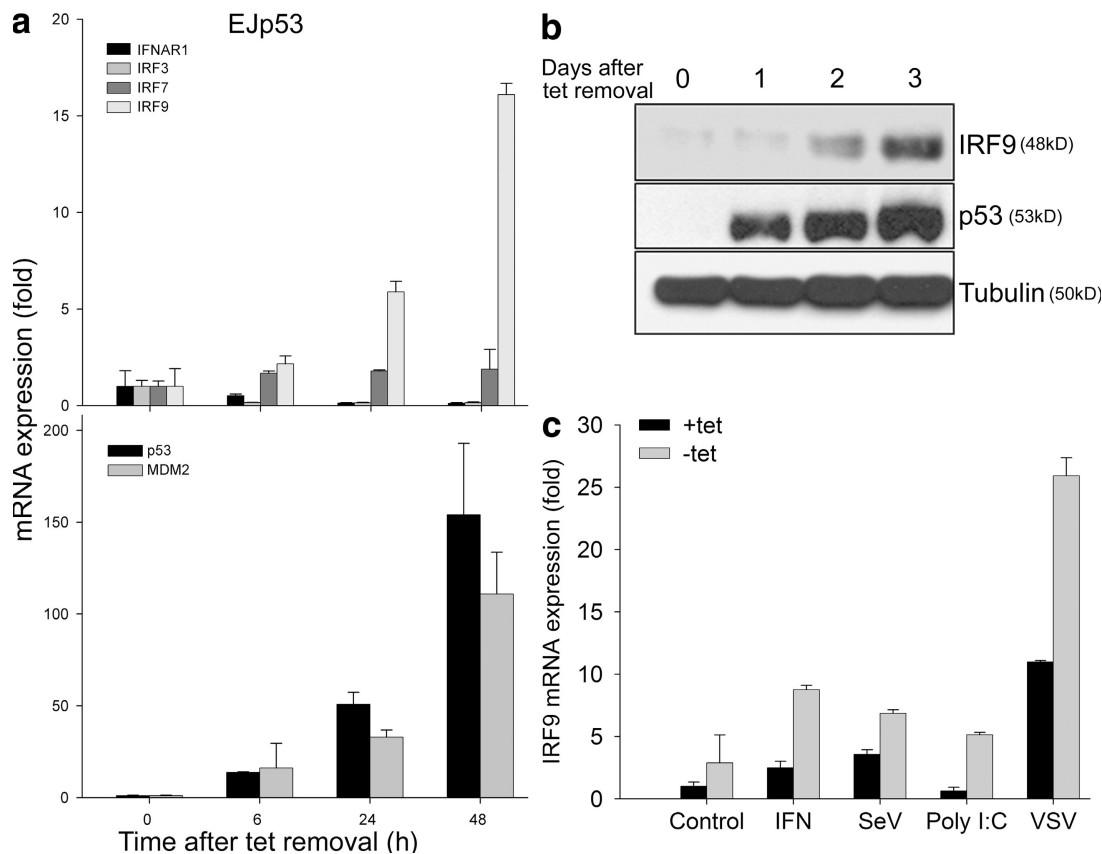 a
EJp53
20
15
10
5
0
IFNAR1
IRF3
IRF7
IRF9
mRNA expression (fold)
200
150
100
50
0
p53
MDM2
0 6 24 48
Time after tet removal (h)
b
Days after
tet removal
0 1 2 3
IRF9 (48kD)
p53 (53kD)
Tubulin (50kD)
c
+tet
-tet
IRF9 mRNA expression (fold)
30
25
20
15
10
5
0
Control IFN SeV Poly I:C VSV